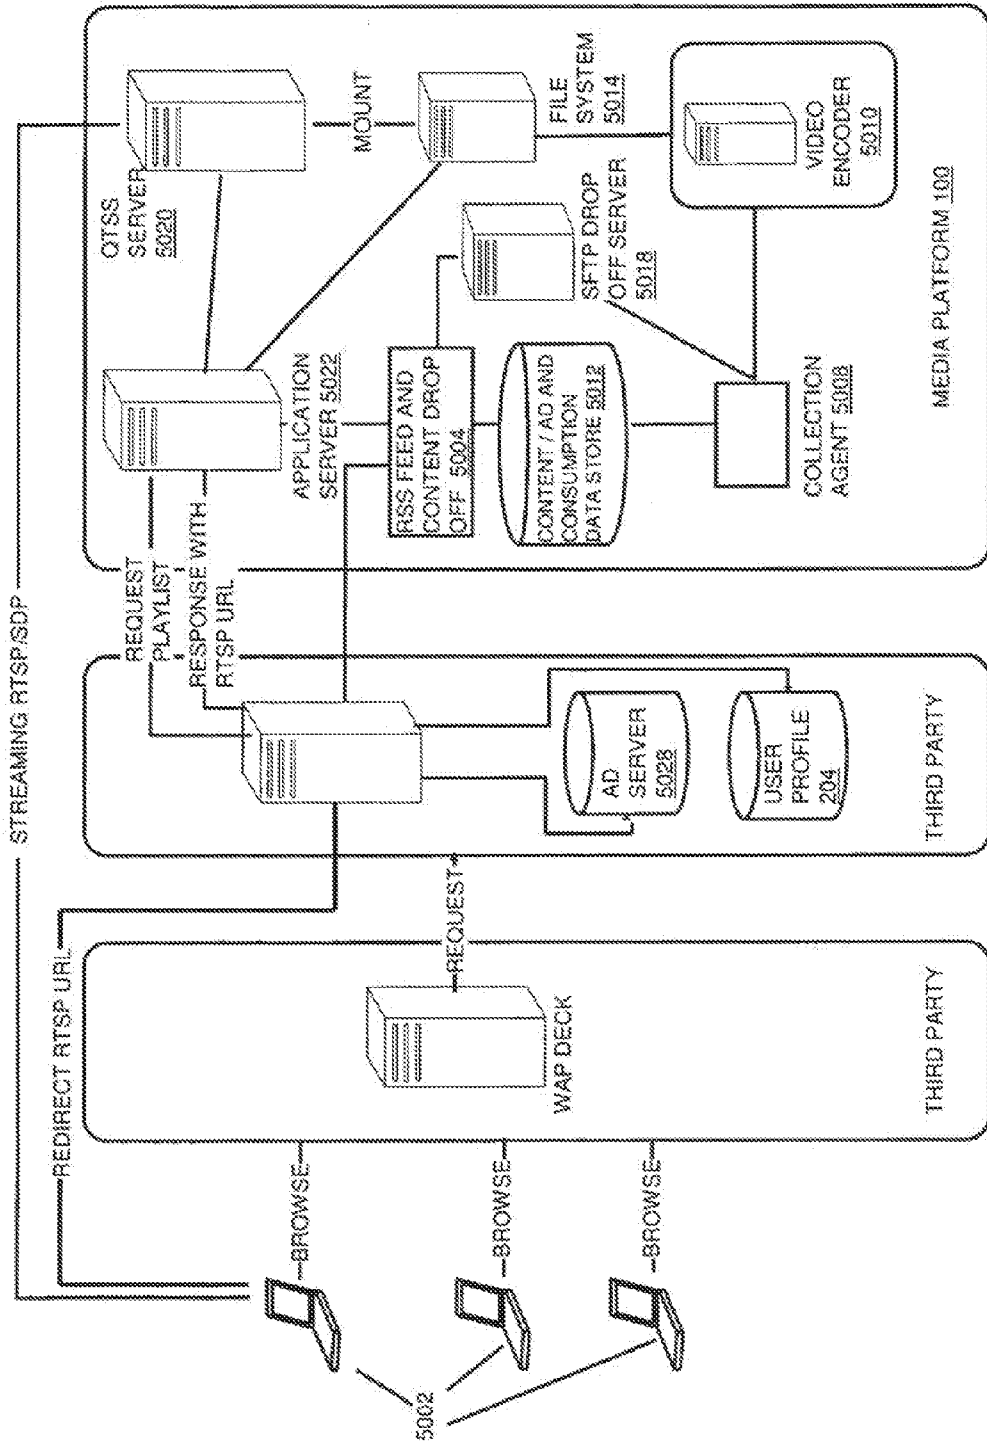 STREAMING RTSP/SDP
REDIRECT RTSP URL
5002
BROWSE
BROWSE
BROWSE
WAP DECK
REQUEST
THIRD PARTY
REQUEST
PLAYLIST
RESPONSE WITH
RTSP URL
AD
SERVER
5028
USER
PROFILE
204
THIRD PARTY
QTSS
SERVER
5020
MOUNT
FILE
SYSTEM
5014
APPLICATION
SERVER 5022
RSS FEED AND
CONTENT DROP
OFF 5004
SFTP DROP
OFF SERVER
5018
CONTENT / AD AND
CONSUMPTION
DATA STORE 5012
VIDEO
ENCODER
5010
COLLECTION
AGENT 5008
MEDIA PLATFORM 100